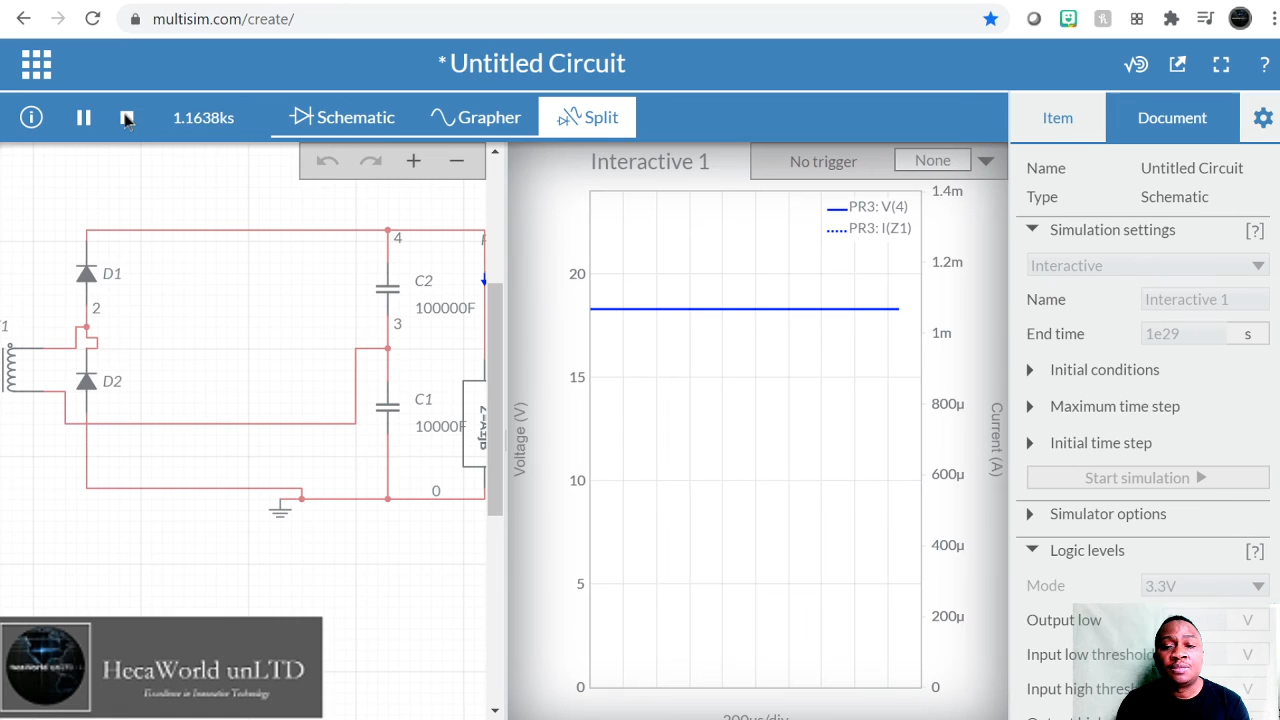 multisim.com/create/
* Untitled Circuit
?
1.1638ks
Schematic
Grapher
Split
Item
Document
+
−
Interactive 1
No trigger
None
Name
Untitled Circuit
Type
Schematic
Simulation settings
[?]
Interactive
Name
Interactive 1
End time
1e29
s
Initial conditions
Maximum time step
Initial time step
Start simulation
Simulator options
Logic levels
[?]
Mode
3.3V
Output low
V
Input low threshold
V
Input high thresh
V
PR3: V(4)
PR3: I(Z1)
20
15
10
5
0
Voltage (V)
1.4m
1.2m
1m
800µ
600µ
400µ
200µ
0
Current (A)
200us/div
D1
2
D2
4
C2
100000F
3
C1
100000F
0
HecaWorld unLTD
Excellence in Innovative Technology